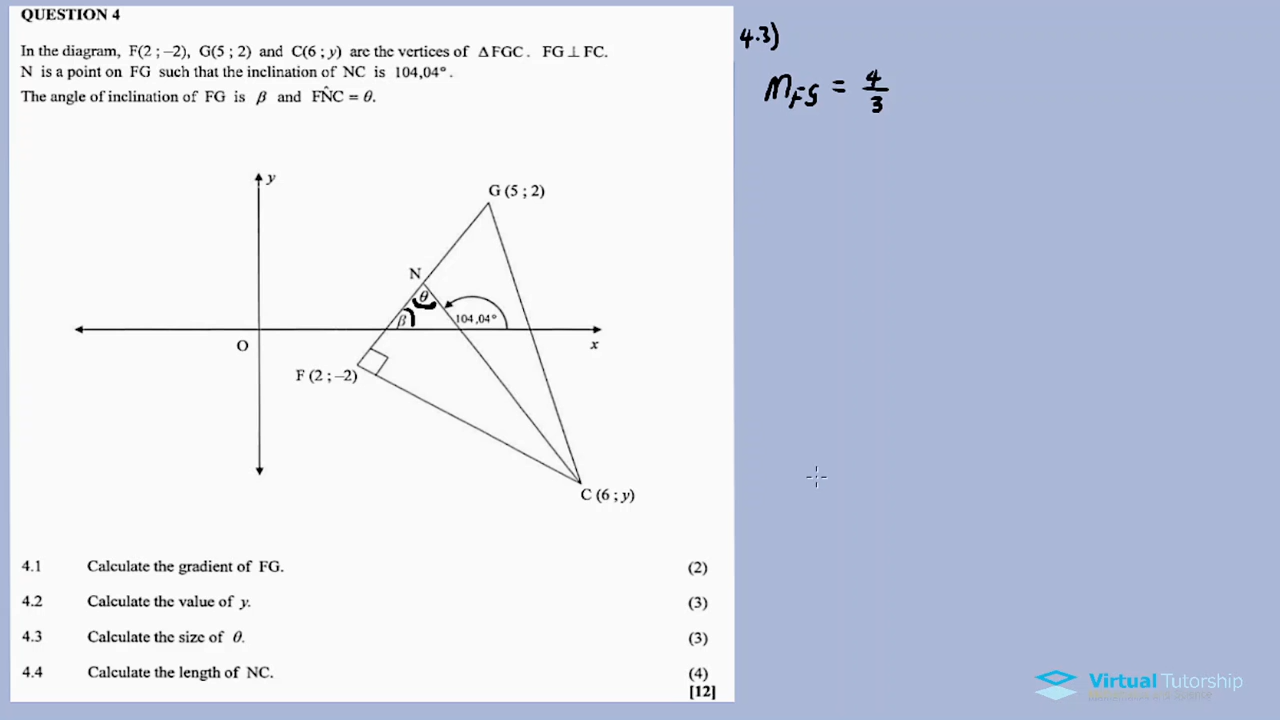 QUESTION 4
In the diagram, F(2 ; –2), G(5 ; 2) and C(6 ; y) are the vertices of ΔFGC. FG ⊥ FC.
N is a point on FG such that the inclination of NC is 104,04°.
The angle of inclination of FG is β and FN̂C = θ.
y
G (5 ; 2)
N
θ
β
104,04°
O
x
F (2 ; –2)
C (6 ; y)
4.1 Calculate the gradient of FG. (2)
4.2 Calculate the value of y. (3)
4.3 Calculate the size of θ. (3)
4.4 Calculate the length of NC. (4)
[12]
4.3)
M_FG = 4/3
Virtual Tutorship